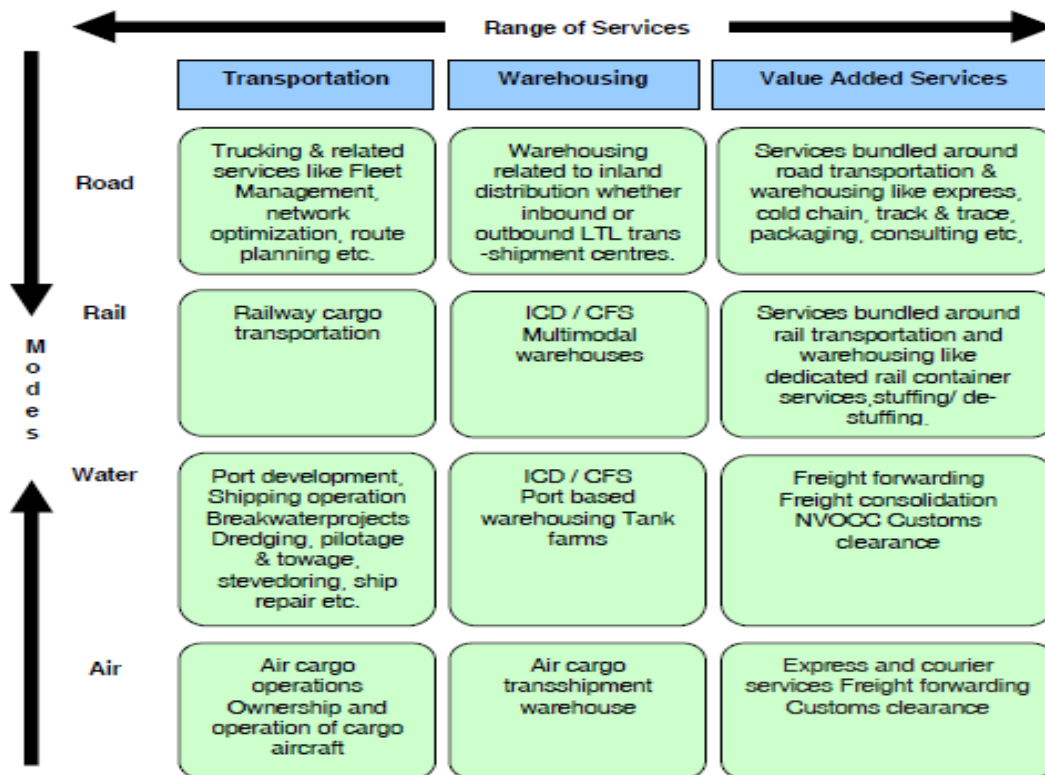 Range of Services
Transportation
Warehousing
Value Added Services
Road
Trucking & related
services like Fleet
Management,
network
optimization, route
planning etc.
Warehousing
related to inland
distribution whether
inbound or
outbound LTL trans
-shipment centres.
Services bundled around
road transportation &
warehousing like express,
cold chain, track & trace,
packaging, consulting etc,
Rail
Railway cargo
transportation
ICD / CFS
Multimodal
warehouses
Services bundled around
rail transportation and
warehousing like
dedicated rail container
services,stuffing/ de-
stuffing.
Modes
Water
Port development,
Shipping operation
Breakwaterprojects
Dredging, pilotage
& towage,
stevedoring, ship
repair etc.
ICD / CFS
Port based
warehousing Tank
farms
Freight forwarding
Freight consolidation
NVOCC Customs
clearance
Air
Air cargo
operations
Ownership and
operation of cargo
aircraft
Air cargo
transshipment
warehouse
Express and courier
services Freight forwarding
Customs clearance